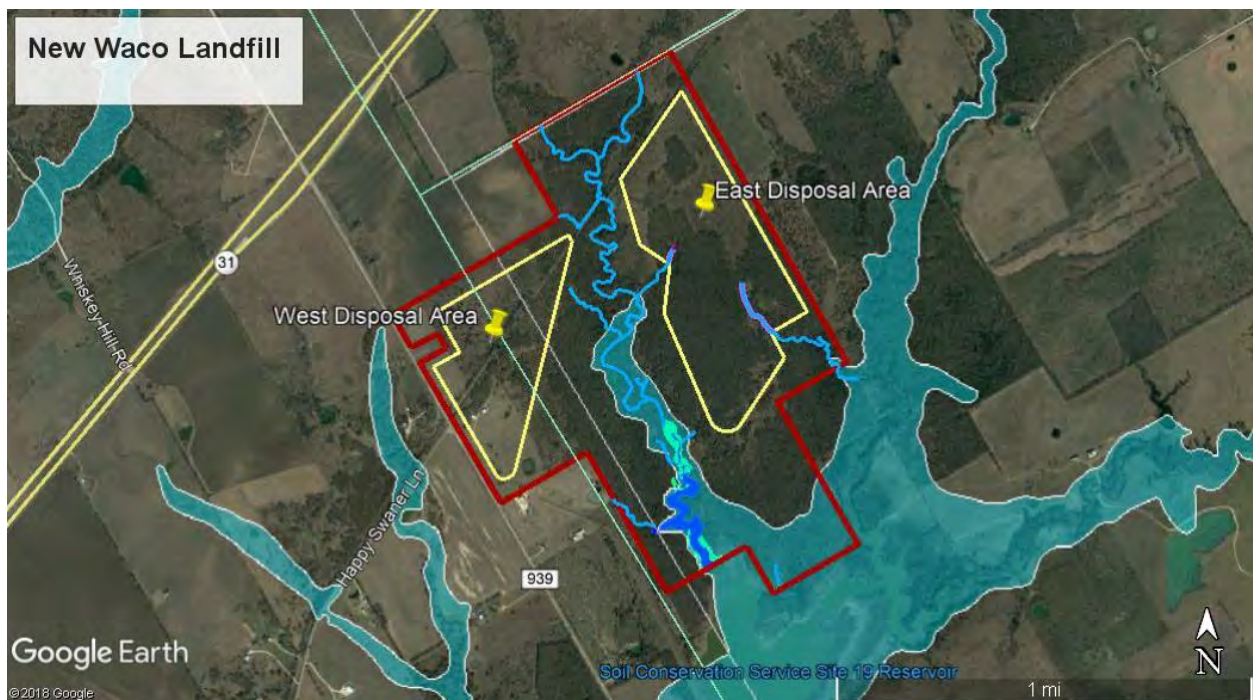 New Waco Landfill
East Disposal Area
31
Whiskey Hill Rd
West Disposal Area
Happy Swaner Ln
939
Google Earth
N
Soil Conservation Service Site 19 Reservoir
©2018 Google
1 mi